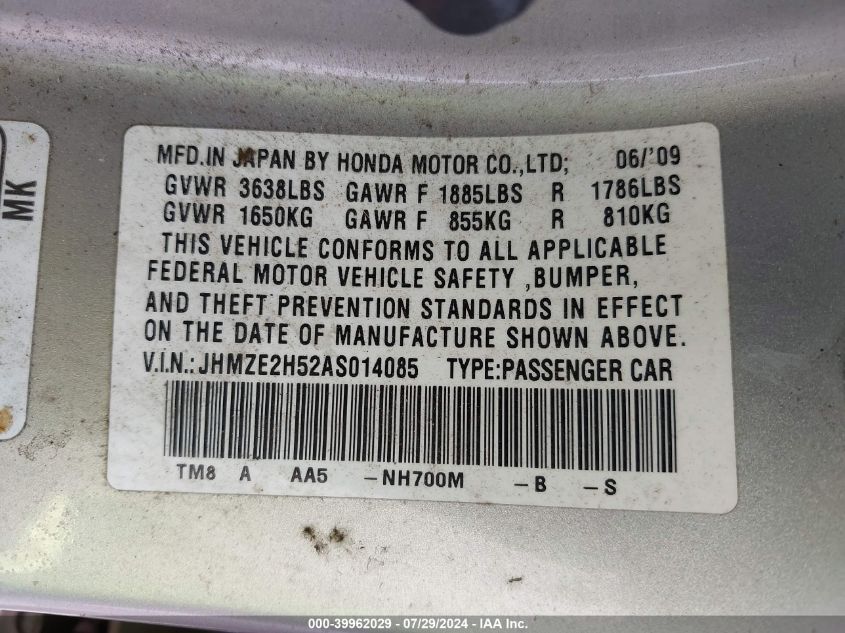 MFD.IN JAPAN BY HONDA MOTOR CO.,LTD; 06/'09
GVWR 3638LBS GAWR F 1885LBS R 1786LBS
GVWR 1650KG GAWR F 855KG R 810KG
THIS VEHICLE CONFORMS TO ALL APPLICABLE
FEDERAL MOTOR VEHICLE SAFETY ,BUMPER,
AND THEFT PREVENTION STANDARDS IN EFFECT
ON THE DATE OF MANUFACTURE SHOWN ABOVE.
V.I.N.: JHMZE2H52AS014085 TYPE:PASSENGER CAR
TM8 A AA5 -NH700M -B -S
MK
000-39962029 - 07/29/2024 - IAA Inc.